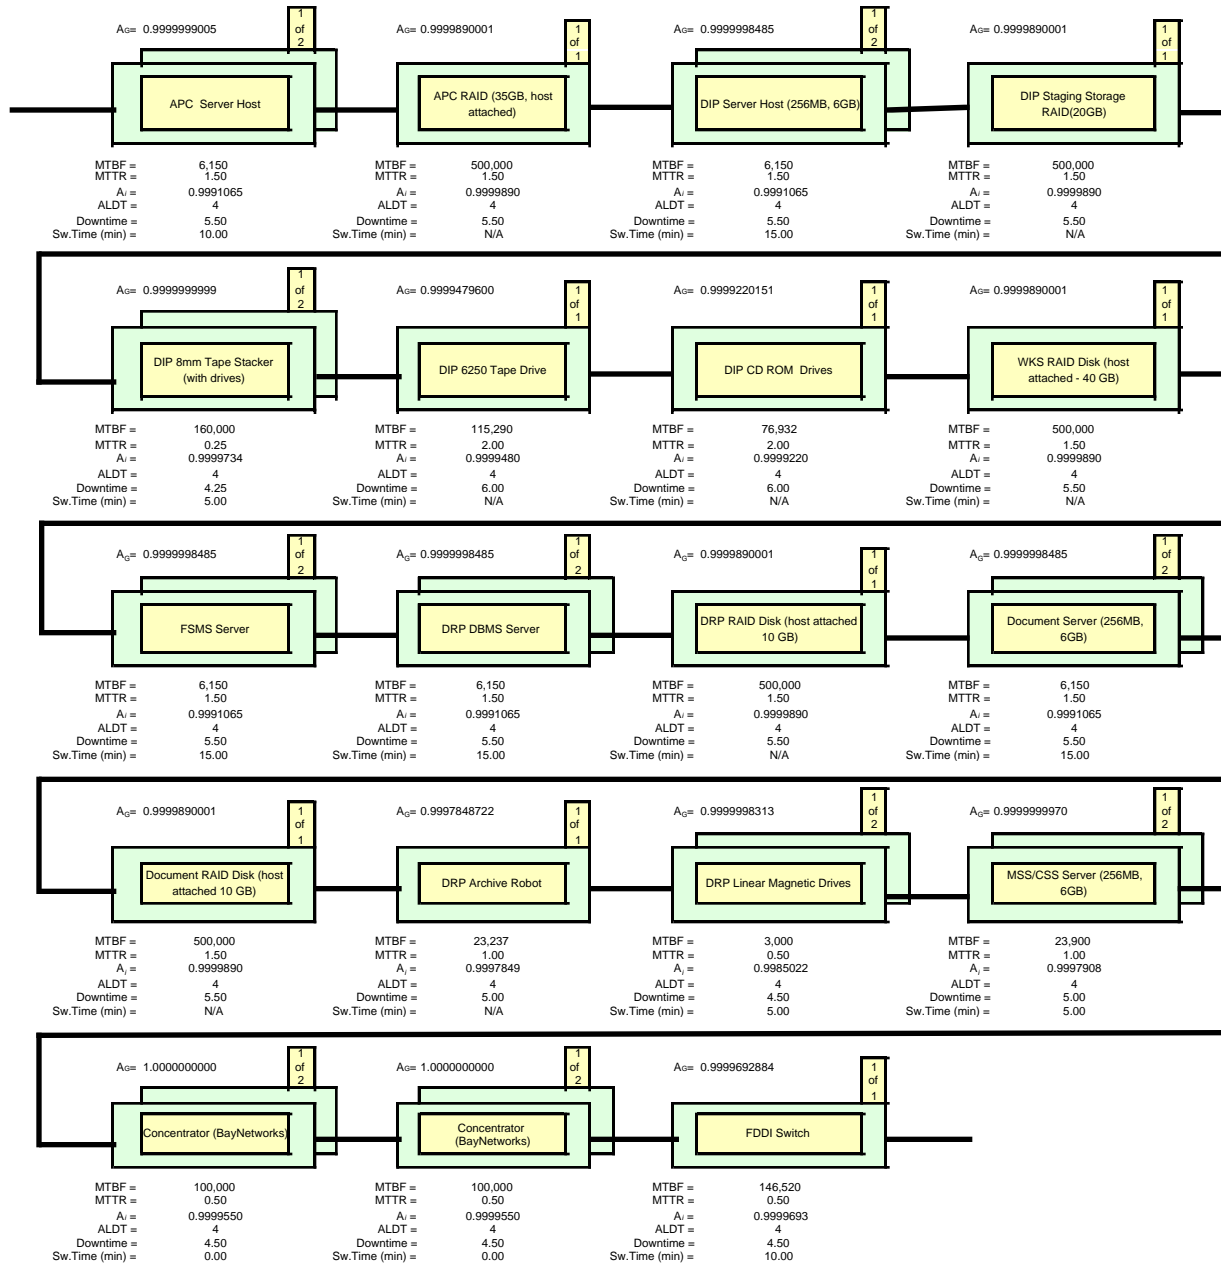 AG= 0.9999999005
1 of 2
APC Server Host
MTBF = 6,150
MTTR = 1.50
Ai = 0.9991065
ALDT = 4
Downtime = 5.50
Sw.Time (min) = 10.00
AG= 0.9999890001
1 of 1
APC RAID (35GB, host
attached)
MTBF = 500,000
MTTR = 1.50
Ai = 0.9999890
ALDT = 4
Downtime = 5.50
Sw.Time (min) = N/A
AG= 0.9999998485
1 of 2
DIP Server Host (256MB, 6GB)
MTBF = 6,150
MTTR = 1.50
Ai = 0.9991065
ALDT = 4
Downtime = 5.50
Sw.Time (min) = 15.00
AG= 0.9999890001
1 of 1
DIP Staging Storage
RAID(20GB)
MTBF = 500,000
MTTR = 1.50
Ai = 0.9999890
ALDT = 4
Downtime = 5.50
Sw.Time (min) = N/A
AG= 0.9999999999
1 of 2
DIP 8mm Tape Stacker
(with drives)
MTBF = 160,000
MTTR = 0.25
Ai = 0.9999734
ALDT = 4
Downtime = 4.25
Sw.Time (min) = 5.00
AG= 0.9999479600
1 of 1
DIP 6250 Tape Drive
MTBF = 115,290
MTTR = 2.00
Ai = 0.9999480
ALDT = 4
Downtime = 6.00
Sw.Time (min) = N/A
AG= 0.9999220151
1 of 1
DIP CD ROM Drives
MTBF = 76,932
MTTR = 2.00
Ai = 0.9999220
ALDT = 4
Downtime = 6.00
Sw.Time (min) = N/A
AG= 0.9999890001
1 of 1
WKS RAID Disk (host
attached - 40 GB)
MTBF = 500,000
MTTR = 1.50
Ai = 0.9999890
ALDT = 4
Downtime = 5.50
Sw.Time (min) = N/A
AG= 0.9999998485
1 of 2
FSMS Server
MTBF = 6,150
MTTR = 1.50
Ai = 0.9991065
ALDT = 4
Downtime = 5.50
Sw.Time (min) = 15.00
AG= 0.9999998485
1 of 2
DRP DBMS Server
MTBF = 6,150
MTTR = 1.50
Ai = 0.9991065
ALDT = 4
Downtime = 5.50
Sw.Time (min) = 15.00
AG= 0.9999890001
1 of 1
DRP RAID Disk (host attached
10 GB)
MTBF = 500,000
MTTR = 1.50
Ai = 0.9999890
ALDT = 4
Downtime = 5.50
Sw.Time (min) = N/A
AG= 0.9999998485
1 of 2
Document Server (256MB,
6GB)
MTBF = 6,150
MTTR = 1.50
Ai = 0.9991065
ALDT = 4
Downtime = 5.50
Sw.Time (min) = 15.00
AG= 0.9999890001
1 of 1
Document RAID Disk (host
attached 10 GB)
MTBF = 500,000
MTTR = 1.50
Ai = 0.9999890
ALDT = 4
Downtime = 5.50
Sw.Time (min) = N/A
AG= 0.9997848722
1 of 1
DRP Archive Robot
MTBF = 23,237
MTTR = 1.00
Ai = 0.9997849
ALDT = 4
Downtime = 5.00
Sw.Time (min) = N/A
AG= 0.9999998313
1 of 2
DRP Linear Magnetic Drives
MTBF = 3,000
MTTR = 0.50
Ai = 0.9985022
ALDT = 4
Downtime = 4.50
Sw.Time (min) = 5.00
AG= 0.9999999970
1 of 2
MSS/CSS Server (256MB,
6GB)
MTBF = 23,900
MTTR = 1.00
Ai = 0.9997908
ALDT = 4
Downtime = 5.00
Sw.Time (min) = 5.00
AG= 1.0000000000
1 of 2
Concentrator (BayNetworks)
MTBF = 100,000
MTTR = 0.50
Ai = 0.9999550
ALDT = 4
Downtime = 4.50
Sw.Time (min) = 0.00
AG= 1.0000000000
1 of 2
Concentrator
(BayNetworks)
MTBF = 100,000
MTTR = 0.50
Ai = 0.9999550
ALDT = 4
Downtime = 4.50
Sw.Time (min) = 0.00
AG= 0.9999692884
1 of 1
FDDI Switch
MTBF = 146,520
MTTR = 0.50
Ai = 0.9999693
ALDT = 4
Downtime = 4.50
Sw.Time (min) = 10.00